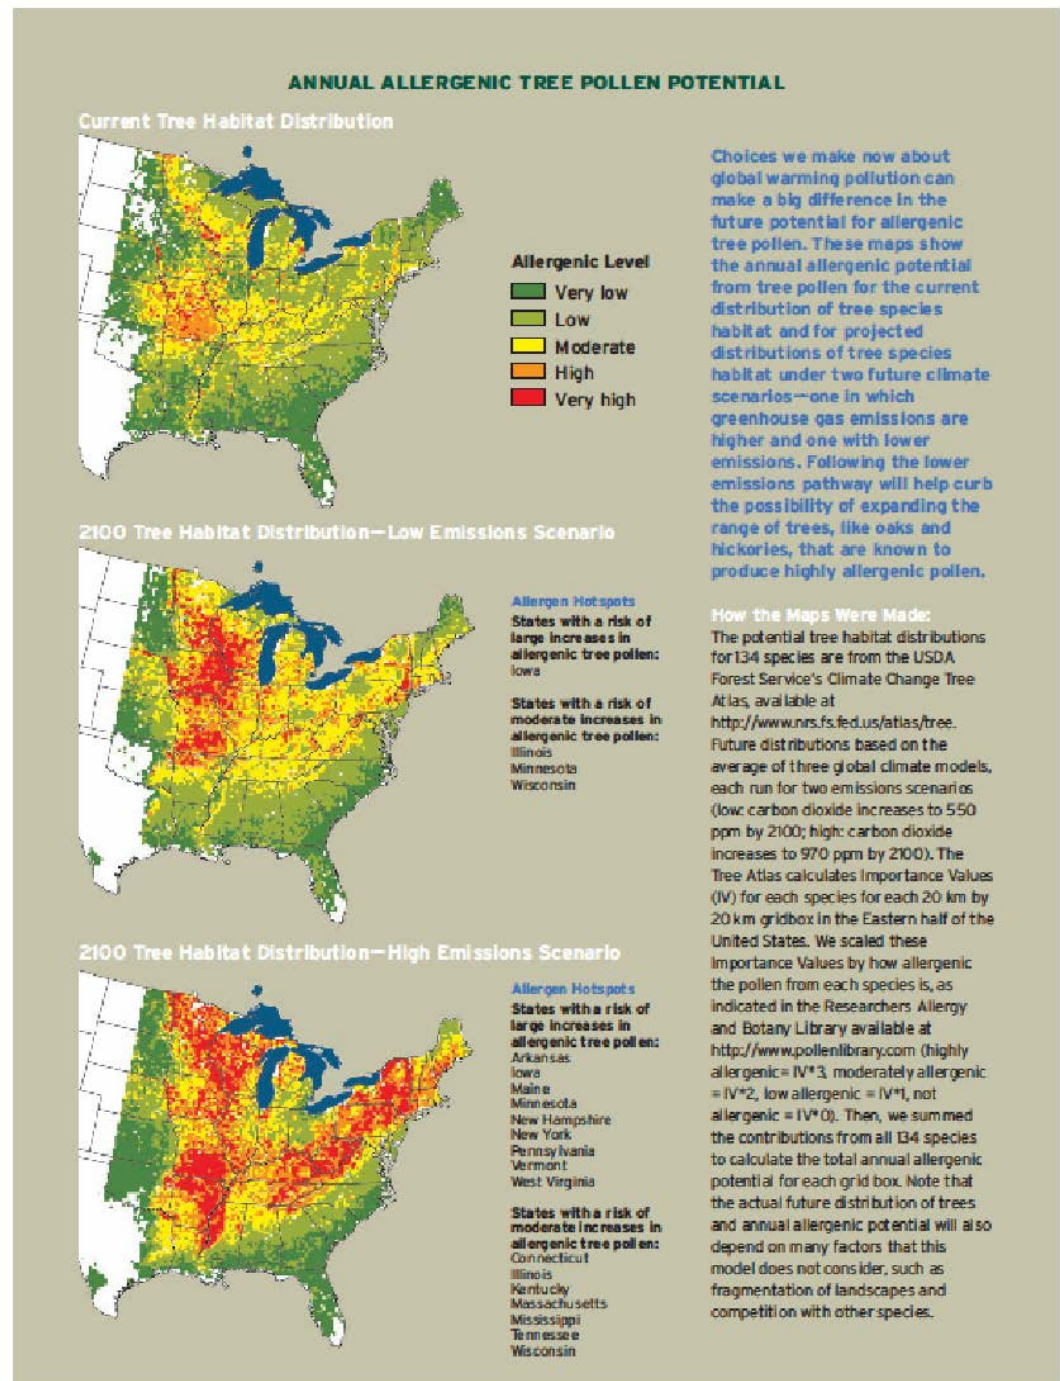 ANNUAL ALLERGENIC TREE POLLEN POTENTIAL
Current Tree Habitat Distribution
Allergenic Level
Very low
Low
Moderate
High
Very high
2100 Tree Habitat Distribution—Low Emissions Scenario
Allergen Hotspots
States with a risk of
large increases in
allergenic tree pollen:
Iowa
States with a risk of
moderate increases in
allergenic tree pollen:
Illinois
Minnesota
Wisconsin
2100 Tree Habitat Distribution—High Emissions Scenario
Allergen Hotspots
States with a risk of
large increases in
allergenic tree pollen:
Arkansas
Iowa
Maine
Minnesota
New Hampshire
New York
Pennsylvania
Vermont
West Virginia
States with a risk of
moderate increases in
allergenic tree pollen:
Connecticut
Illinois
Kentucky
Massachusetts
Mississippi
Tennessee
Wisconsin
Choices we make now about
global warming pollution can
make a big difference in the
future potential for allergenic
tree pollen. These maps show
the annual allergenic potential
from tree pollen for the current
distribution of tree species
habitat and for projected
distributions of tree species
habitat under two future climate
scenarios—one in which
greenhouse gas emissions are
higher and one with lower
emissions. Following the lower
emissions pathway will help curb
the possibility of expanding the
range of trees, like oaks and
hickories, that are known to
produce highly allergenic pollen.
How the Maps Were Made:
The potential tree habitat distributions
for 134 species are from the USDA
Forest Service's Climate Change Tree
Atlas, available at
http://www.nrs.fs.fed.us/atlas/tree.
Future distributions based on the
average of three global climate models,
each run for two emissions scenarios
(low: carbon dioxide increases to 550
ppm by 2100; high: carbon dioxide
increases to 970 ppm by 2100). The
Tree Atlas calculates Importance Values
(IV) for each species for each 20 km by
20 km gridbox in the Eastern half of the
United States. We scaled these
Importance Values by how allergenic
the pollen from each species is, as
indicated in the Researchers Allergy
and Botany Library available at
http://www.pollenlibrary.com (highly
allergenic= IV*3, moderately allergenic
= IV*2, low allergenic = IV*1, not
allergenic = IV*0). Then, we summed
the contributions from all 134 species
to calculate the total annual allergenic
potential for each grid box. Note that
the actual future distribution of trees
and annual allergenic potential will also
depend on many factors that this
model does not consider, such as
fragmentation of landscapes and
competition with other species.